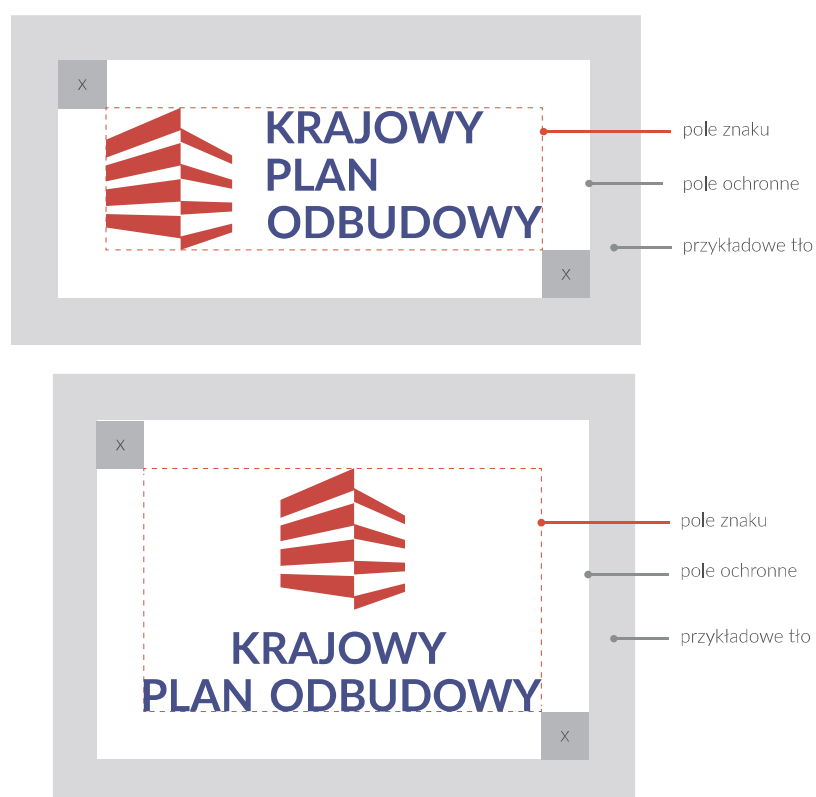 X
KRAJOWY
PLAN
ODBUDOWY
pole znaku
pole ochronne
przykładowe tło
X
X
KRAJOWY
PLAN ODBUDOWY
pole znaku
pole ochronne
przykładowe tło
X